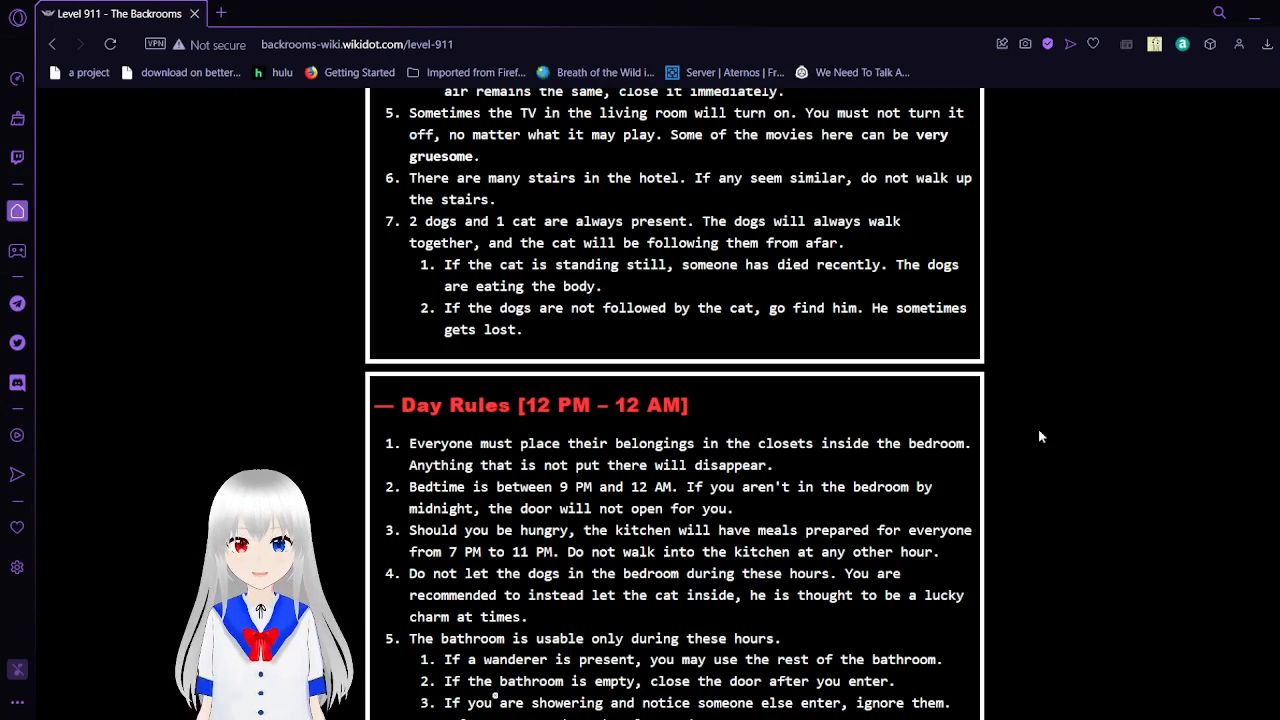 Level 911 - The Backrooms
VPN
Not secure
backrooms-wiki.wikidot.com/level-911
a project
download on better...
hulu
Getting Started
Imported from Firef...
Breath of the Wild i...
Server | Aternos | Fr...
We Need To Talk A...
air remains the same, close it immediately.
5. Sometimes the TV in the living room will turn on. You must not turn it
off, no matter what it may play. Some of the movies here can be very
gruesome.
6. There are many stairs in the hotel. If any seem similar, do not walk up
the stairs.
7. 2 dogs and 1 cat are always present. The dogs will always walk
together, and the cat will be following them from afar.
1. If the cat is standing still, someone has died recently. The dogs
are eating the body.
2. If the dogs are not followed by the cat, go find him. He sometimes
gets lost.
— Day Rules [12 PM – 12 AM]
1. Everyone must place their belongings in the closets inside the bedroom.
Anything that is not put there will disappear.
2. Bedtime is between 9 PM and 12 AM. If you aren't in the bedroom by
midnight, the door will not open for you.
3. Should you be hungry, the kitchen will have meals prepared for everyone
from 7 PM to 11 PM. Do not walk into the kitchen at any other hour.
4. Do not let the dogs in the bedroom during these hours. You are
recommended to instead let the cat inside, he is thought to be a lucky
charm at times.
5. The bathroom is usable only during these hours.
1. If a wanderer is present, you may use the rest of the bathroom.
2. If the bathroom is empty, close the door after you enter.
3. If you are showering and notice someone else enter, ignore them.